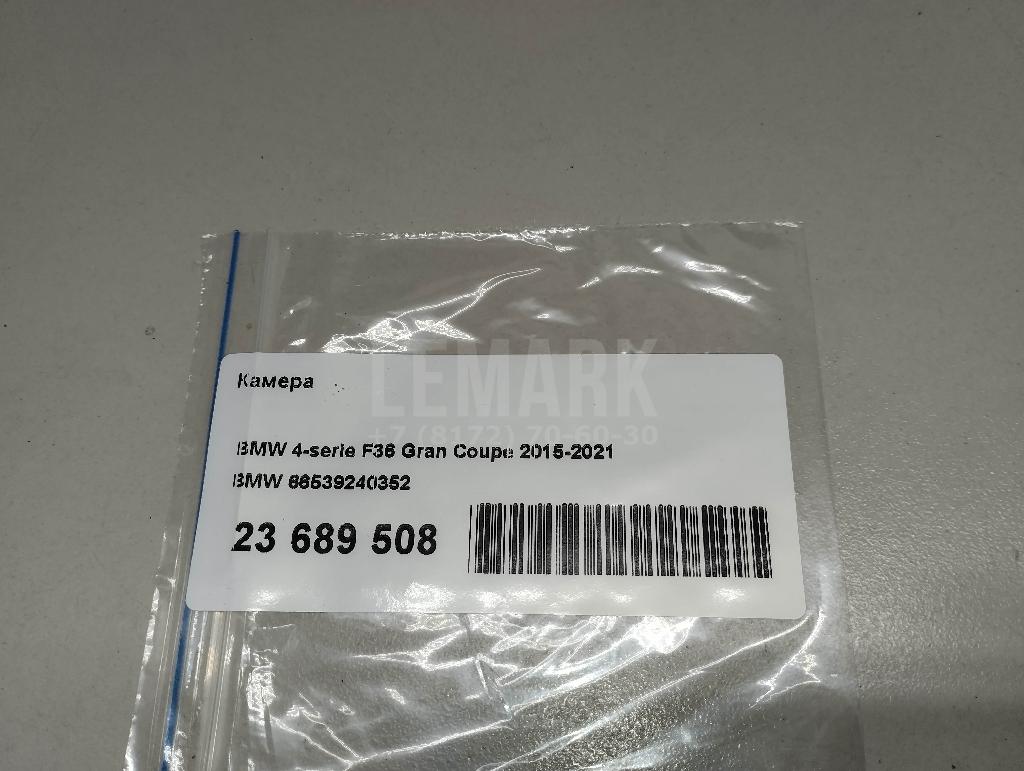 Камера
LEMARK
+7 (8172) 70-60-30
BMW 4-serie F36 Gran Coupe 2015-2021
BMW 66539240352
23 689 508